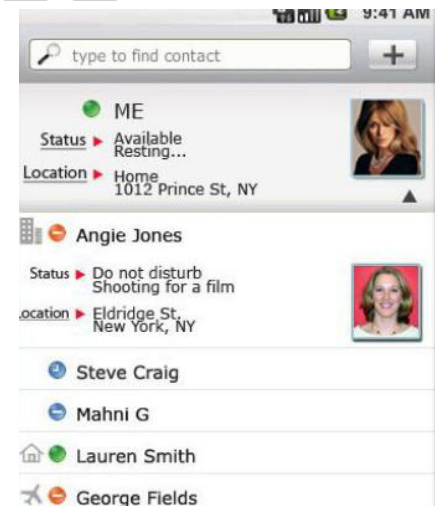 9:41 AM
type to find contact
+
ME
Status Available
Resting...
Location Home
1012 Prince St, NY
Angie Jones
Status Do not disturb
Shooting for a film
ocation Eldridge St.
New York, NY
Steve Craig
Mahni G
Lauren Smith
George Fields